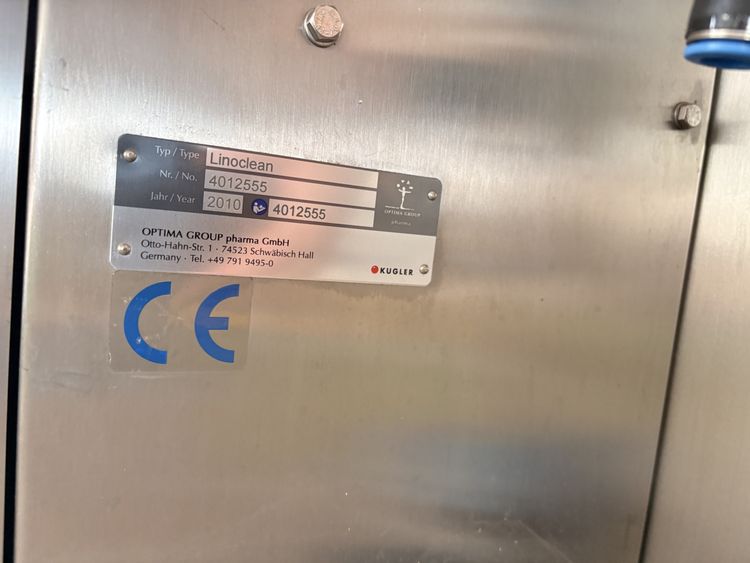 Typ / Type Linoclean
Nr. / No. 4012555
Jahr / Year 2010 4012555
OPTIMA GROUP
pharma
OPTIMA GROUP pharma GmbH
Otto-Hahn-Str. 1 · 74523 Schwäbisch Hall
Germany · Tel. +49 791 9495-0
KUGLER
CE